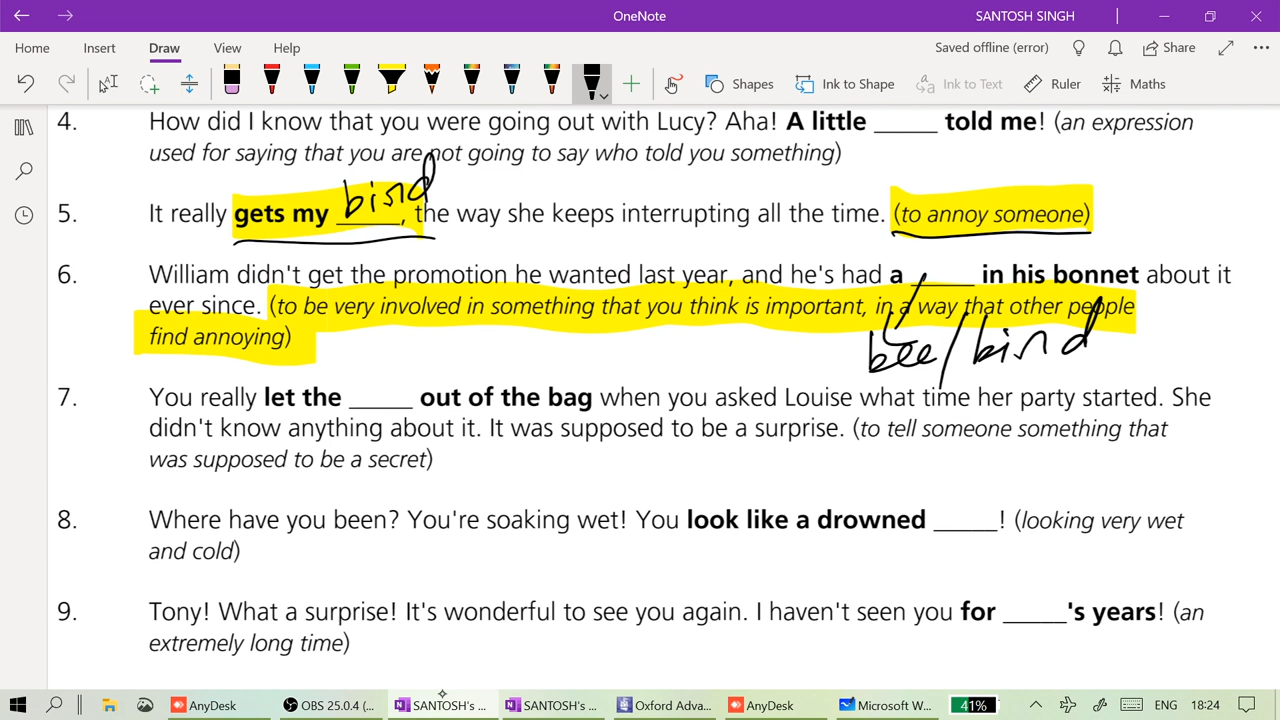 OneNote
SANTOSH SINGH
Home Insert Draw View Help
Saved offline (error) Share
Shapes Ink to Shape Ink to Text Ruler Maths
4. How did I know that you were going out with Lucy? Aha! A little _____ told me! (an expression
used for saying that you are not going to say who told you something)
bird
5. It really gets my _____, the way she keeps interrupting all the time. (to annoy someone)
6. William didn't get the promotion he wanted last year, and he's had a _____ in his bonnet about it
ever since. (to be very involved in something that you think is important, in a way that other people
find annoying)
bee/bird
7. You really let the _____ out of the bag when you asked Louise what time her party started. She
didn't know anything about it. It was supposed to be a surprise. (to tell someone something that
was supposed to be a secret)
8. Where have you been? You're soaking wet! You look like a drowned _____! (looking very wet
and cold)
9. Tony! What a surprise! It's wonderful to see you again. I haven't seen you for _____'s years! (an
extremely long time)
AnyDesk OBS 25.0.4 (... SANTOSH's ... SANTOSH's ... Oxford Adva... AnyDesk Microsoft W... 41% ENG 18:24